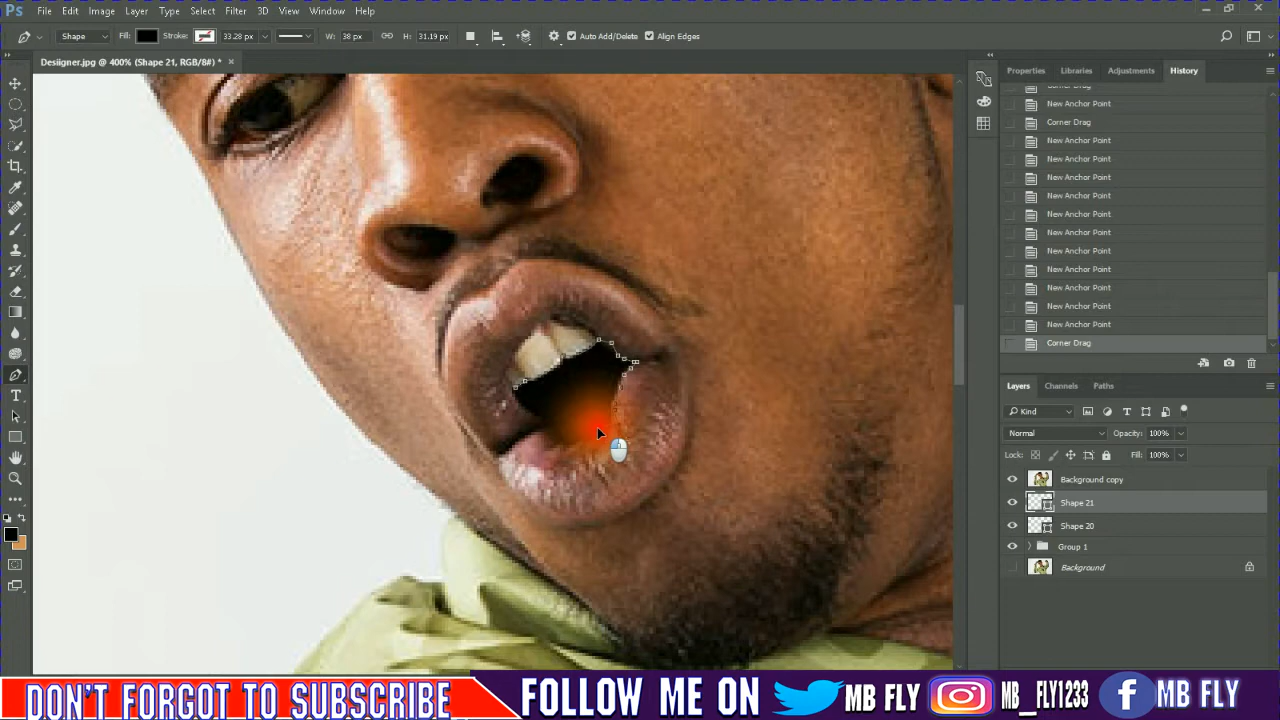 Ps File Edit Image Layer Type Select Filter 3D View Window Help
Shape Fill: Stroke: 33.28 px W: 38 px H: 31.19 px Auto Add/Delete Align Edges
Desiigner.jpg @ 400% (Shape 21, RGB/8#) *
Properties Libraries Adjustments History
Corner Drag
New Anchor Point
Corner Drag
New Anchor Point
New Anchor Point
New Anchor Point
New Anchor Point
New Anchor Point
New Anchor Point
New Anchor Point
New Anchor Point
New Anchor Point
New Anchor Point
New Anchor Point
Corner Drag
Layers Channels Paths
Kind
Normal Opacity: 100%
Lock: Fill: 100%
Background copy
Shape 21
Shape 20
Group 1
Background
DON'T FORGOT TO SUBSCRIBE FOLLOW ME ON MB FLY MB_FLY1233 MB FLY